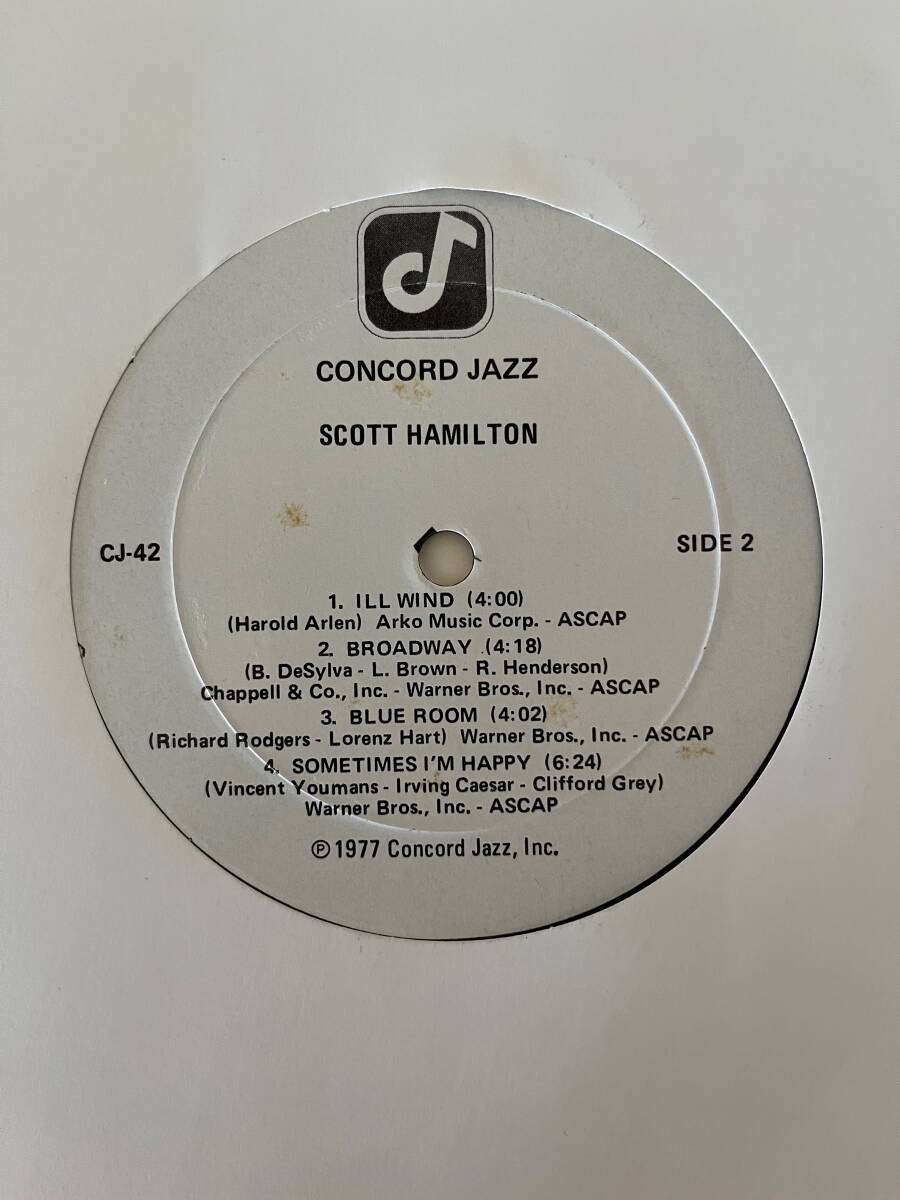 CONCORD JAZZ
SCOTT HAMILTON
CJ-42
SIDE 2
1. ILL WIND (4:00)
(Harold Arlen) Arko Music Corp. - ASCAP
2. BROADWAY (4:18)
(B. DeSylva - L. Brown - R. Henderson)
Chappell & Co., Inc. - Warner Bros., Inc. - ASCAP
3. BLUE ROOM (4:02)
(Richard Rodgers - Lorenz Hart) Warner Bros., Inc. - ASCAP
4. SOMETIMES I'M HAPPY (6:24)
(Vincent Youmans - Irving Caesar - Clifford Grey)
Warner Bros., Inc. - ASCAP
℗ 1977 Concord Jazz, Inc.